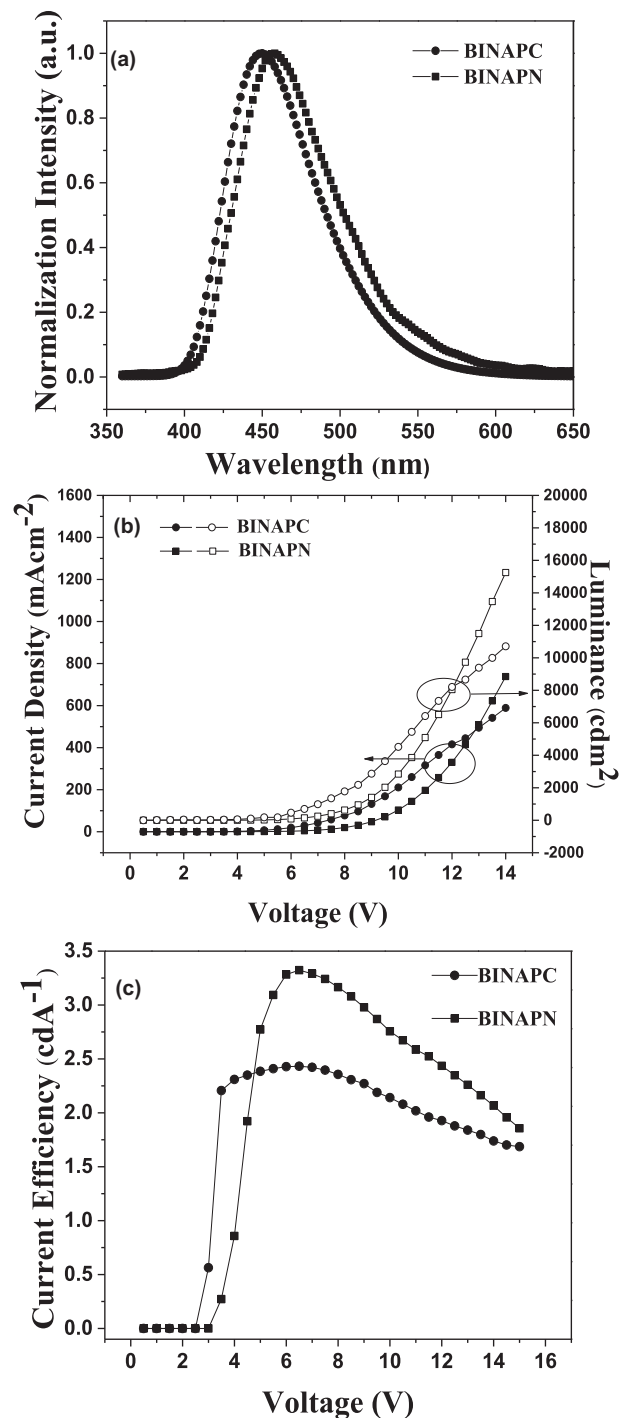 (a)
BINAPC
BINAPN
Normalization Intensity (a.u.)
1.0
0.8
0.6
0.4
0.2
0.0
350 400 450 500 550 600 650
Wavelength (nm)
(b)
BINAPC
BINAPN
Current Density (mAcm-2)
1600
1400
1200
1000
800
600
400
200
0
20000
18000
16000
14000
12000
10000
8000
6000
4000
2000
0
-2000
Luminance (cdm2)
0 2 4 6 8 10 12 14
Voltage (V)
(c)
BINAPC
BINAPN
Current Efficiency (cdA-1)
3.5
3.0
2.5
2.0
1.5
1.0
0.5
0.0
0 2 4 6 8 10 12 14 16
Voltage (V)